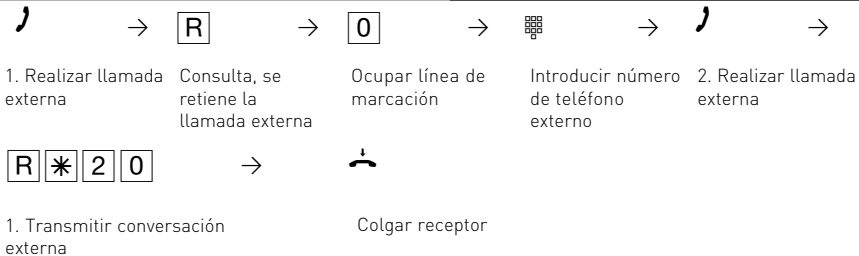 → R → 0 → → →
1. Realizar llamada Consulta, se Ocupar línea de Introducir número 2. Realizar llamada
externa retiene la marcación de teléfono externa
llamada externa externo
R * 2 0 →
1. Transmitir conversación Colgar receptor
externa